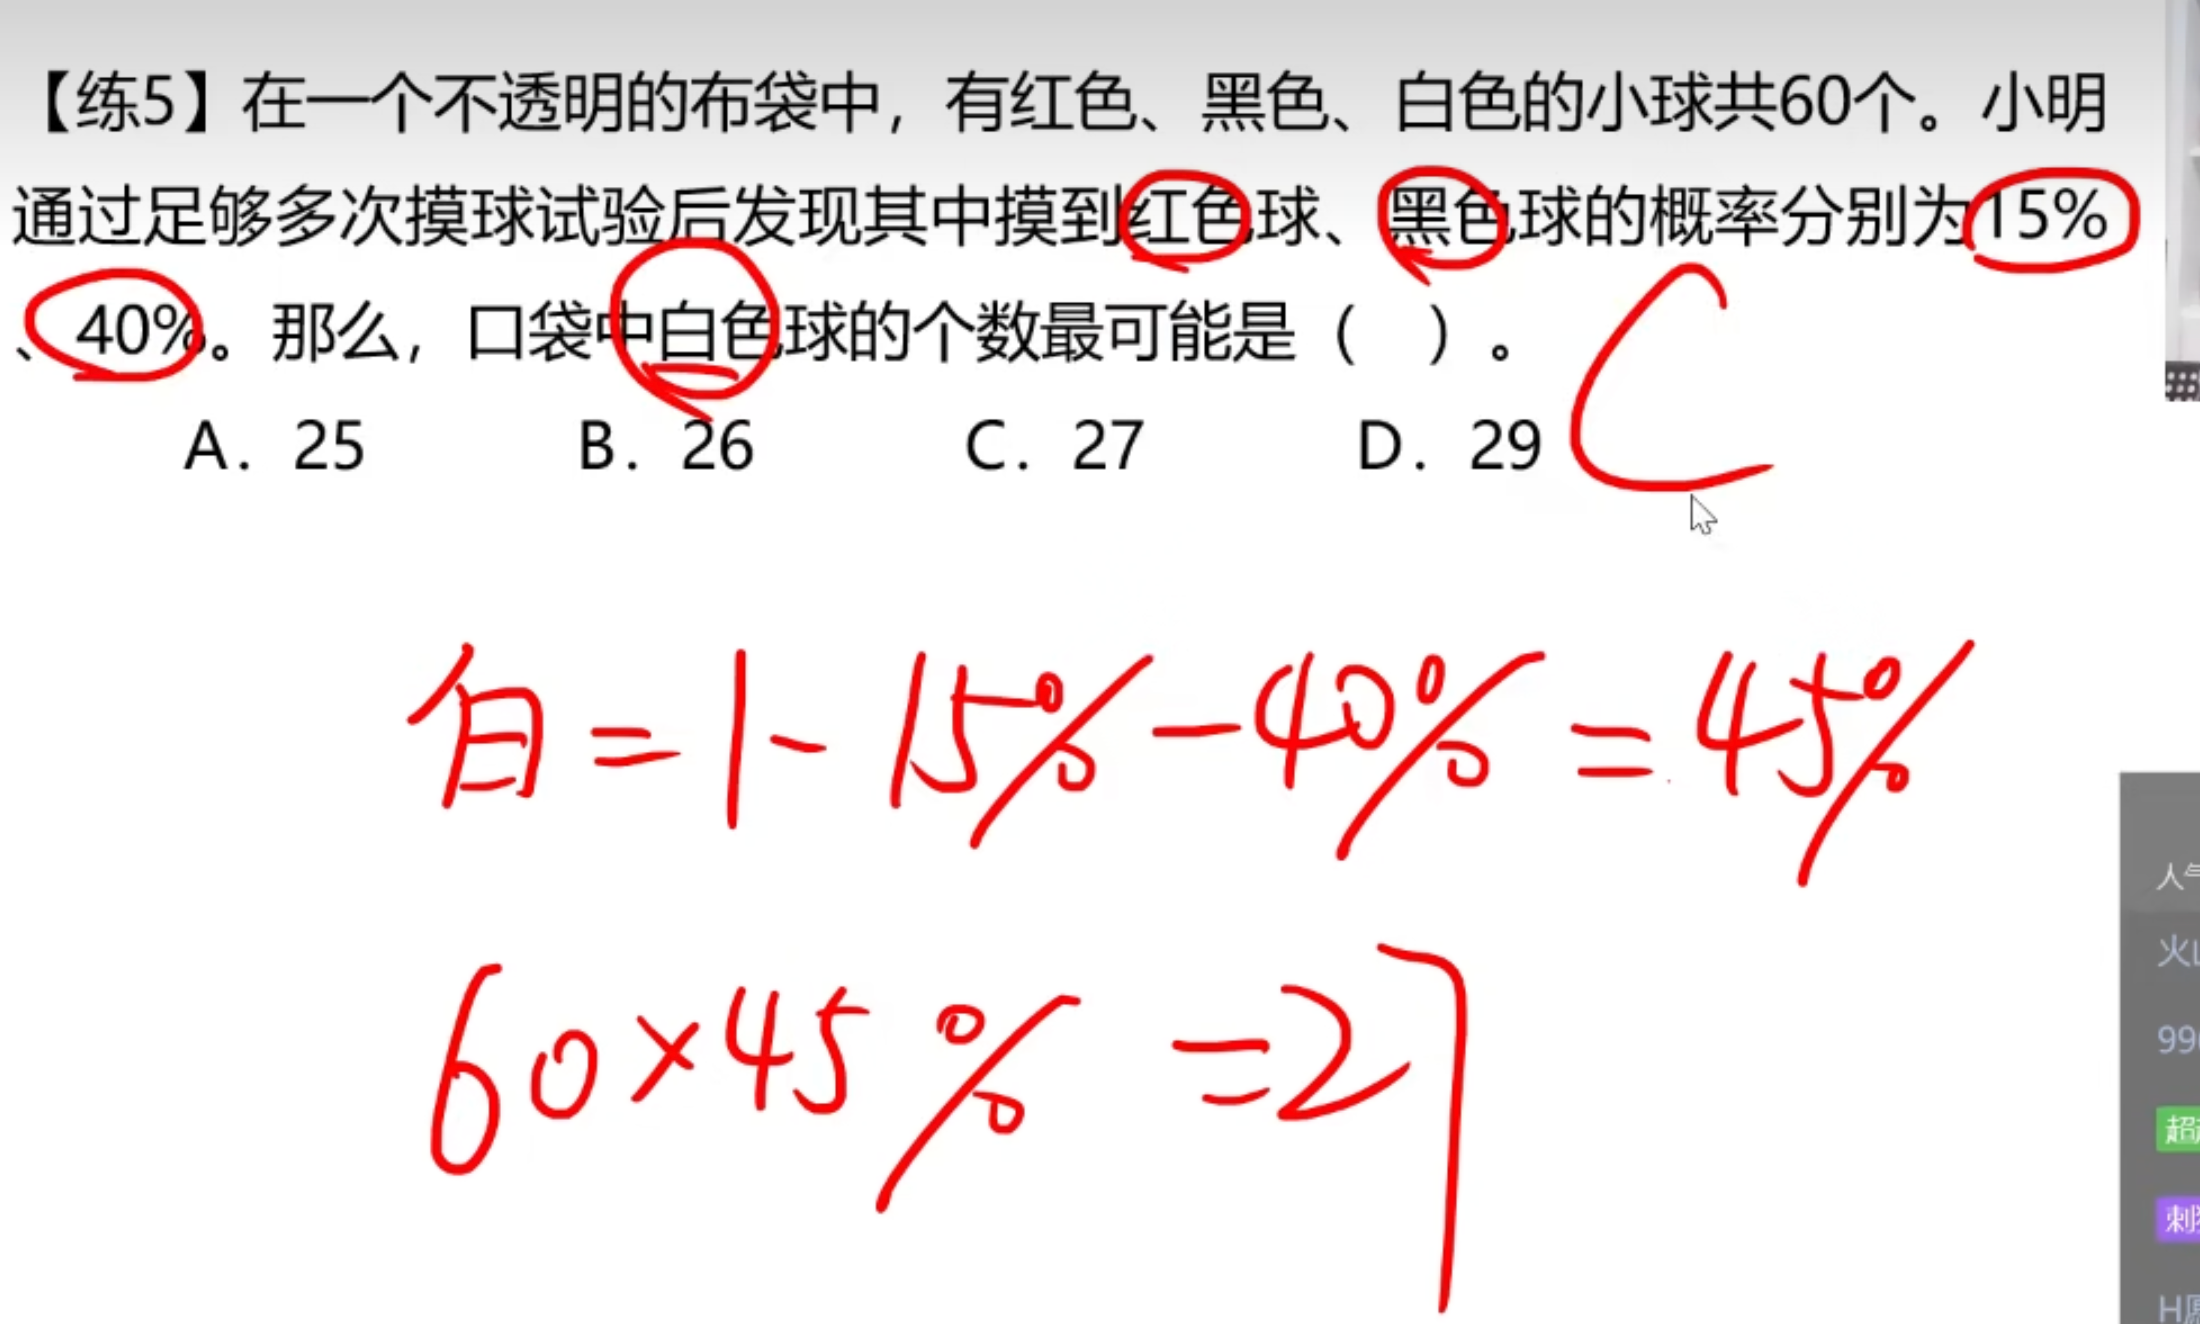 【练5】在一个不透明的布袋中，有红色、黑色、白色的小球共60个。小明
通过足够多次摸球试验后发现其中摸到红色球、黑色球的概率分别为15%
、40%。那么，口袋中白色球的个数最可能是（ ）。
A．25 B．26 C．27 D．29
C
白=1-15%-40%=45%
60×45%=27
人气
火山
99
超
刺
H